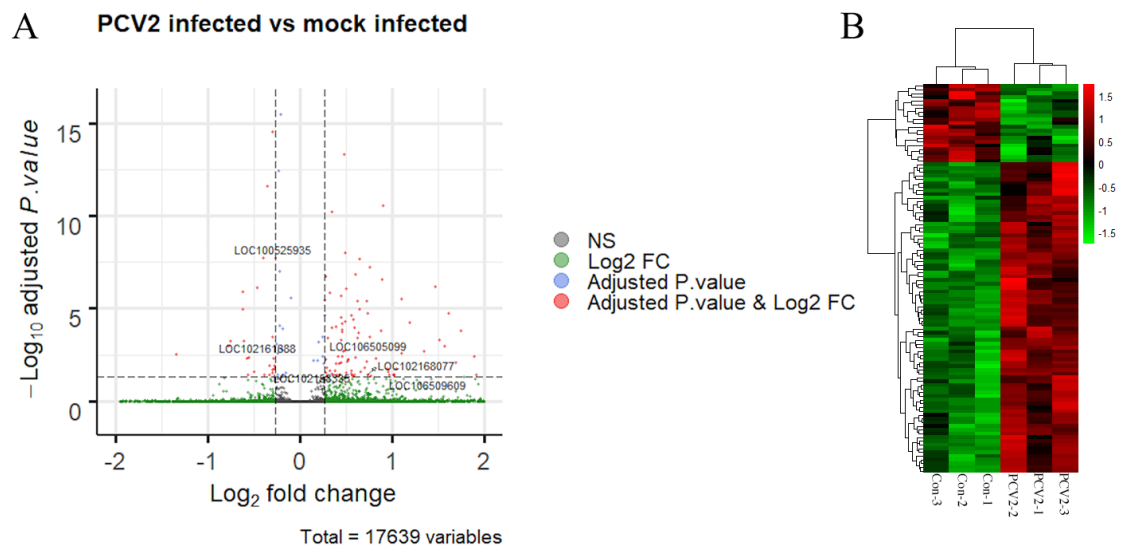 A
PCV2 infected vs mock infected
B
−Log10 adjusted P.value
15
10
5
0
LOC100525935
LOC102161888
LOC106505099
LOC102168077
LOC106509609
-2
-1
0
1
2
Log2 fold change
Total = 17639 variables
NS
Log2 FC
Adjusted P.value
Adjusted P.value & Log2 FC
1.5
1
0.5
0
-0.5
-1
-1.5
Con-3
Con-2
Con-1
PCV2-2
PCV2-1
PCV2-3